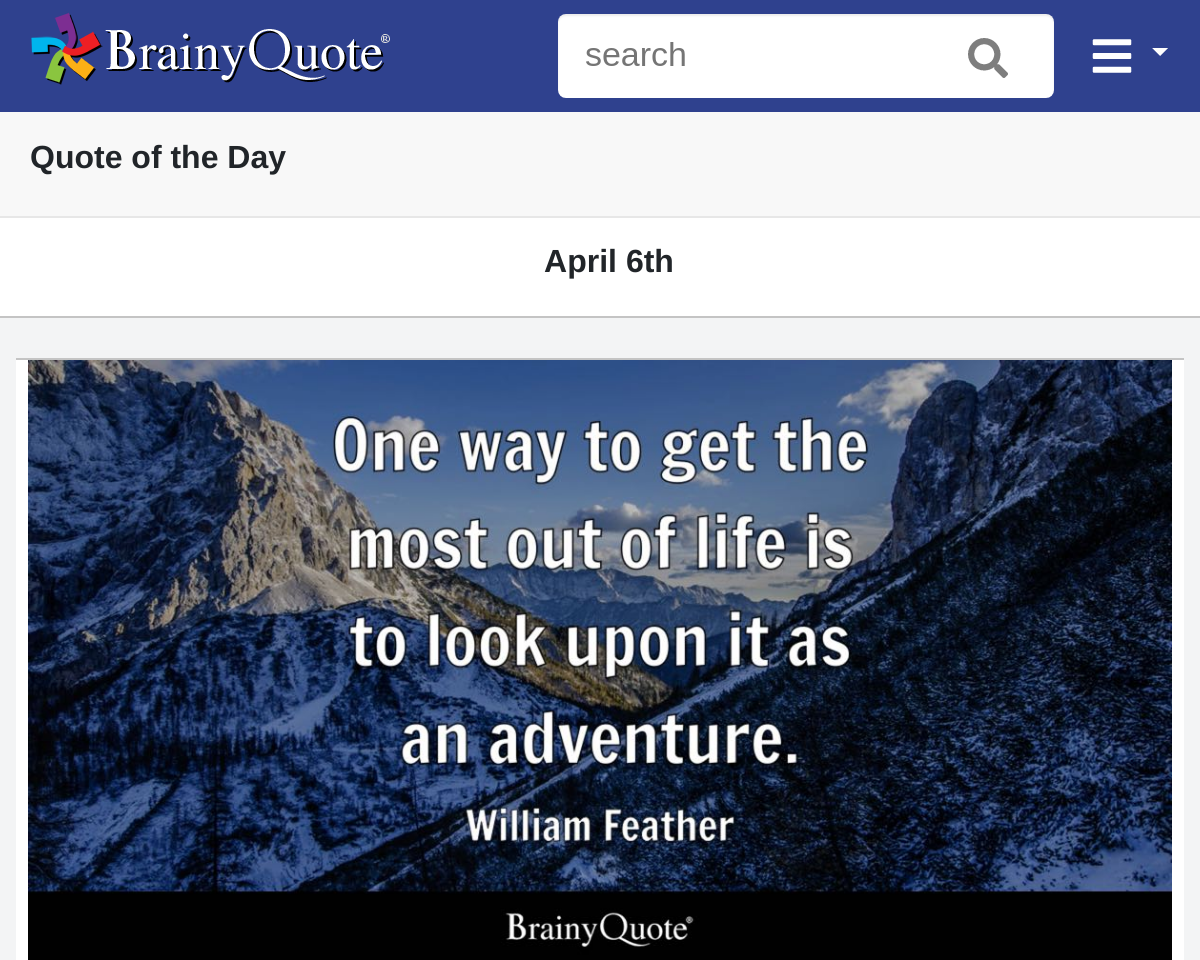 BrainyQuote®
search
Quote of the Day
April 6th
One way to get the
most out of life is
to look upon it as
an adventure.
William Feather
BrainyQuote®